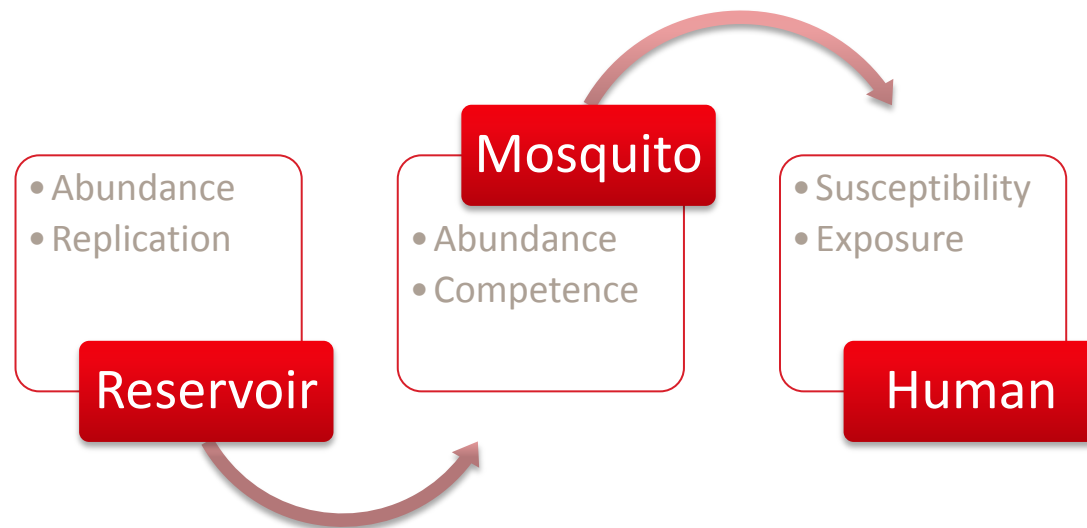 • Abundance
• Replication
Reservoir
Mosquito
• Abundance
• Competence
• Susceptibility
• Exposure
Human